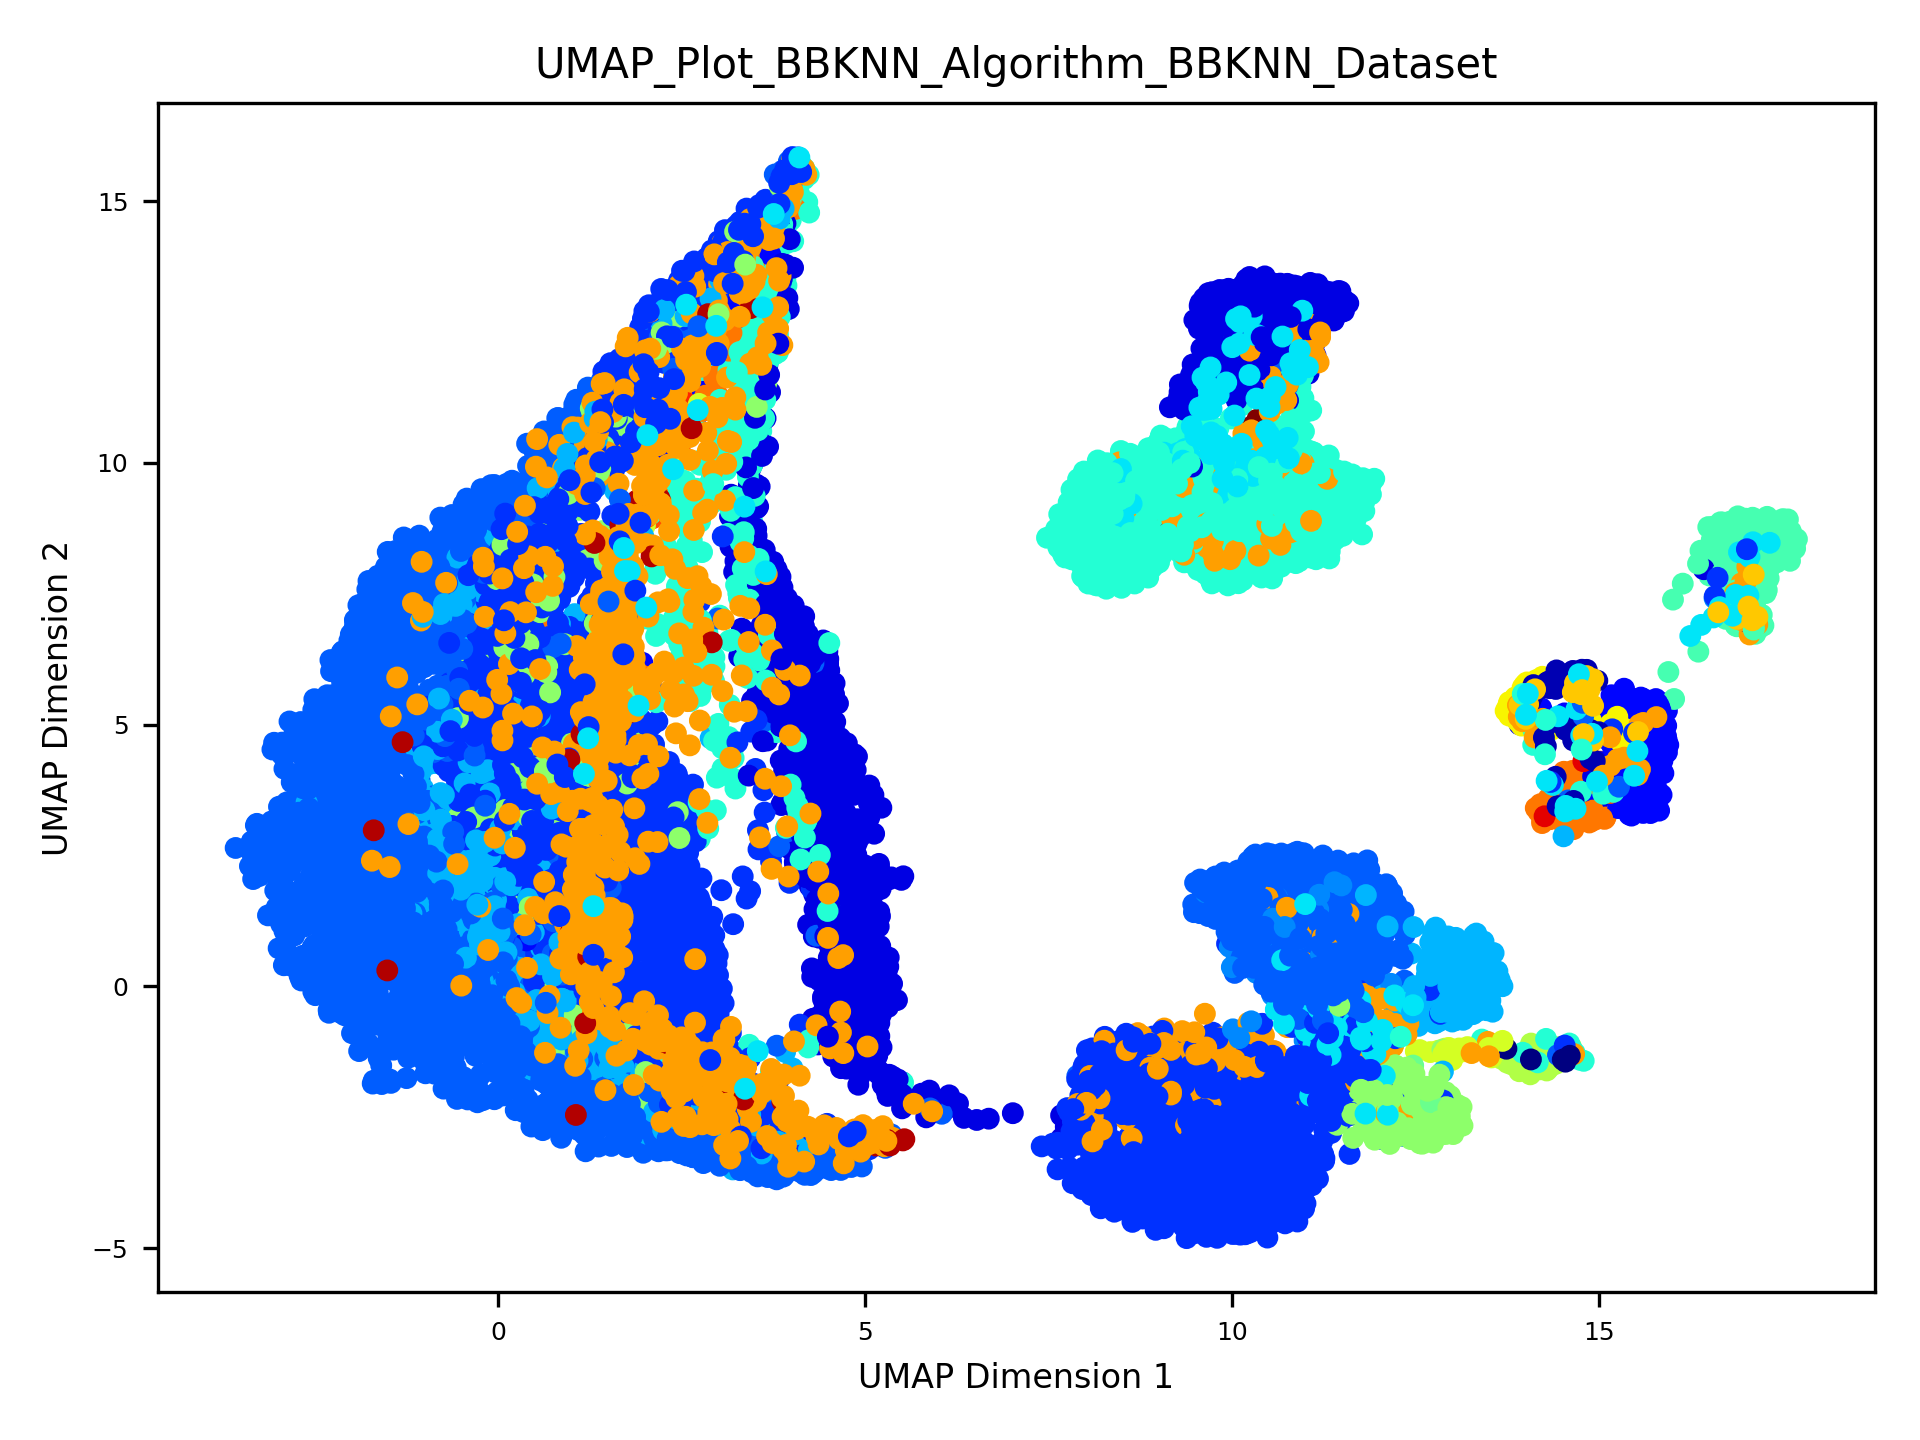 UMAP_Plot_BBKNN_Algorithm_BBKNN_Dataset
UMAP Dimension 2
15
10
5
0
−5
0 5 10 15
UMAP Dimension 1